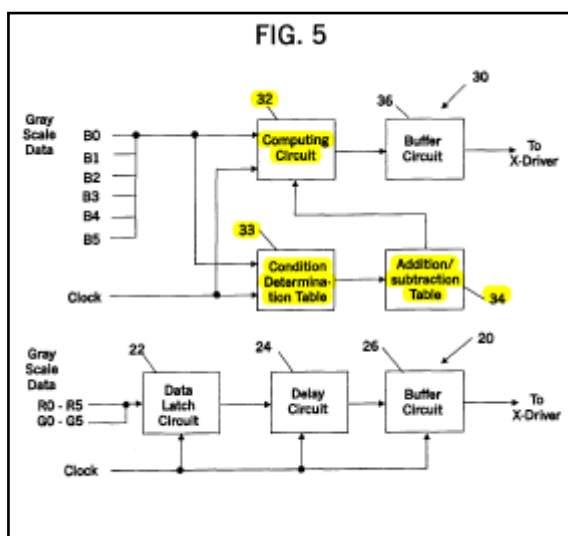 FIG. 5
32
36
30
Gray
Scale
Data
B0
B1
B2
B3
B4
B5
Computing
Circuit
Buffer
Circuit
To
X-Driver
33
Condition
Determina-
tion Table
Addition/
subtraction
Table
34
Clock
22
24
26
20
Gray
Scale
Data
R0 - R5
G0 - G5
Data
Latch
Circuit
Delay
Circuit
Buffer
Circuit
To
X-Driver
Clock